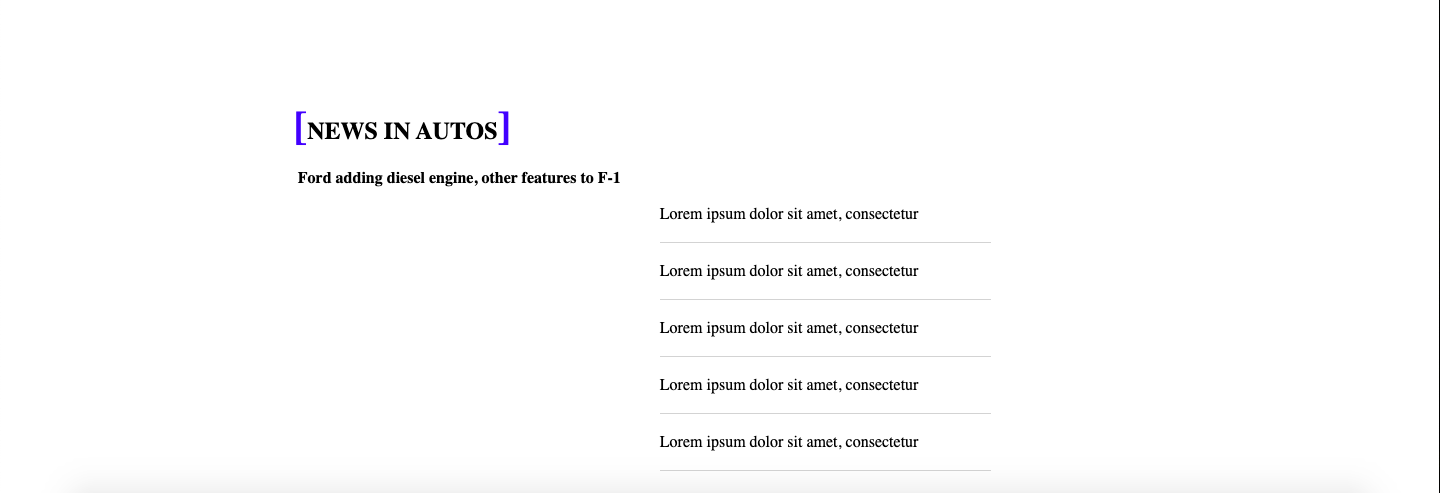 [NEWS IN AUTOS]
Ford adding diesel engine, other features to F-1
Lorem ipsum dolor sit amet, consectetur
Lorem ipsum dolor sit amet, consectetur
Lorem ipsum dolor sit amet, consectetur
Lorem ipsum dolor sit amet, consectetur
Lorem ipsum dolor sit amet, consectetur